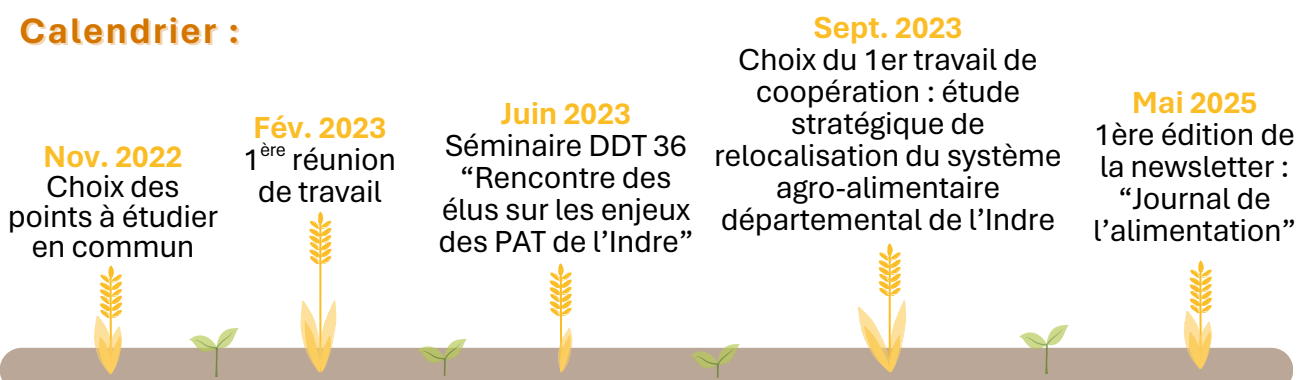 Calendrier :
Nov. 2022
Choix des
points à étudier
en commun
Fév. 2023
1ère réunion
de travail
Juin 2023
Séminaire DDT 36
“Rencontre des
élus sur les enjeux
des PAT de l’Indre”
Sept. 2023
Choix du 1er travail de
coopération : étude
stratégique de
relocalisation du système
agro-alimentaire
départemental de l’Indre
Mai 2025
1ère édition de
la newsletter :
“Journal de
l’alimentation”